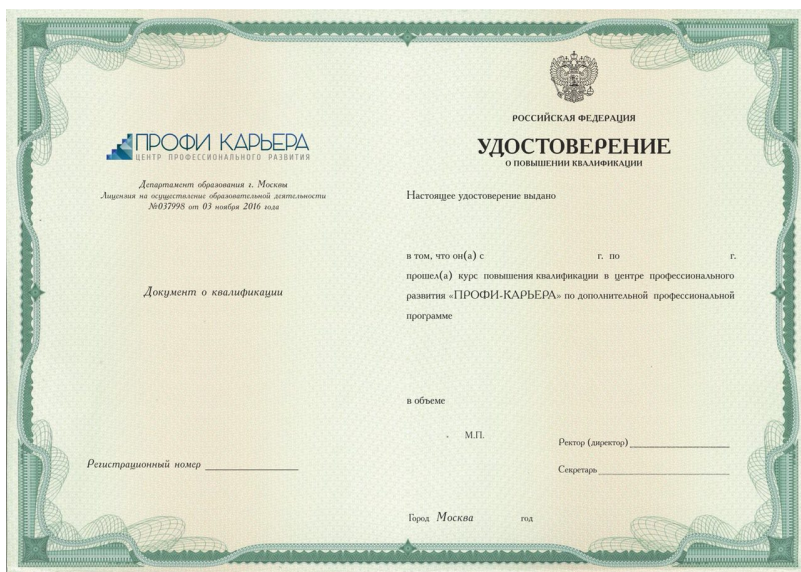 ПРОФИ КАРЬЕРА
ЦЕНТР ПРОФЕССИОНАЛЬНОГО РАЗВИТИЯ
Департамент образования г. Москвы
Лицензия на осуществление образовательной деятельности
№037998 от 03 ноября 2016 года
Документ о квалификации
Регистрационный номер
РОССИЙСКАЯ ФЕДЕРАЦИЯ
УДОСТОВЕРЕНИЕ
О ПОВЫШЕНИИ КВАЛИФИКАЦИИ
Настоящее удостоверение выдано
в том, что он(а) с г. по г.
прошел(а) курс повышения квалификации в центре профессионального
развития «ПРОФИ-КАРЬЕРА» по дополнительной профессиональной
программе
в объеме
М.П.
Ректор (директор)
Секретарь
Город Москва год